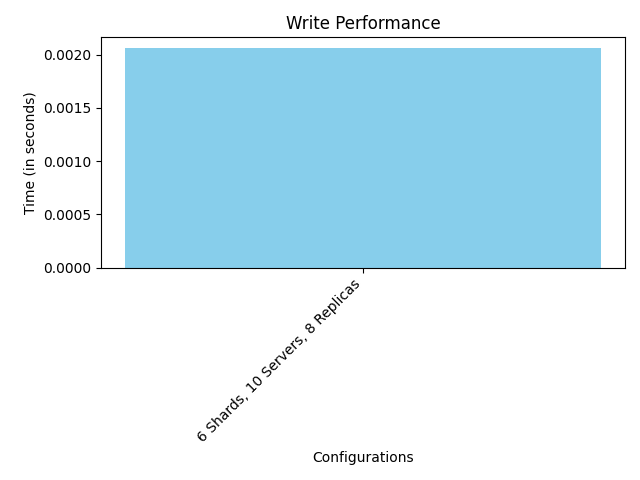 Write Performance
Time (in seconds)
0.0020
0.0015
0.0010
0.0005
0.0000
6 Shards, 10 Servers, 8 Replicas
Configurations